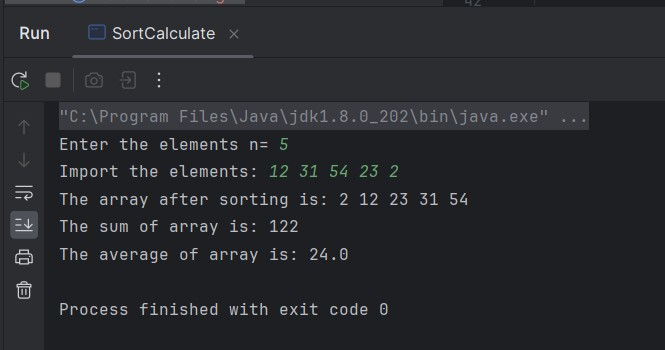 42
Run SortCalculate
"C:\Program Files\Java\jdk1.8.0_202\bin\java.exe" ...
Enter the elements n= 5
Import the elements: 12 31 54 23 2
The array after sorting is: 2 12 23 31 54
The sum of array is: 122
The average of array is: 24.0

Process finished with exit code 0